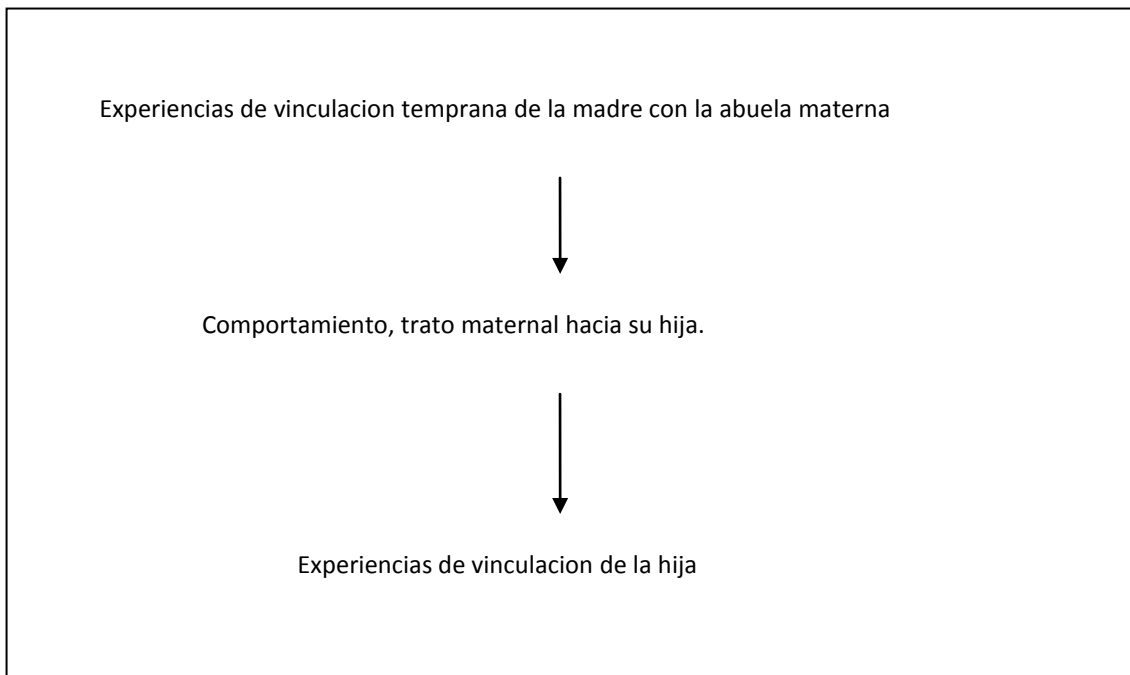 Experiencias de vinculacion temprana de la madre con la abuela materna
Comportamiento, trato maternal hacia su hija.
Experiencias de vinculacion de la hija